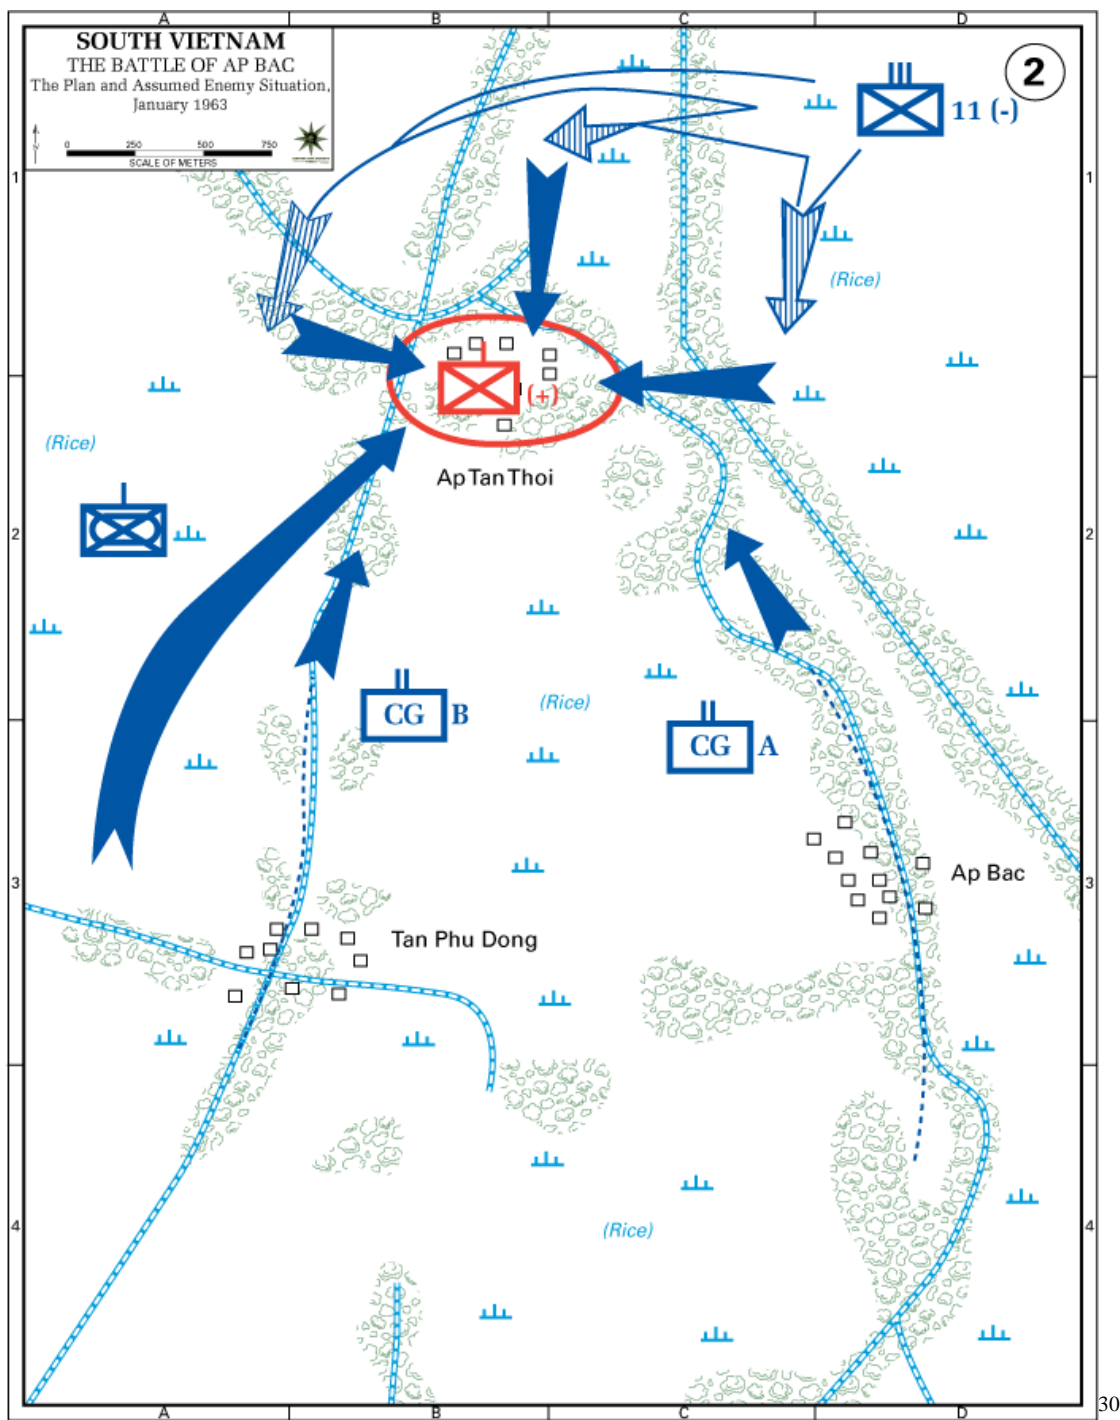 A B C D
SOUTH VIETNAM
THE BATTLE OF AP BAC
The Plan and Assumed Enemy Situation,
January 1963
N
0 250 500 750
SCALE OF METERS
2
11 (-)
1 1
(Rice)
(+)
(Rice)
Ap Tan Thoi
2 2
(Rice)
CG B
CG A
Ap Bac
3 3
Tan Phu Dong
4 4
(Rice)
30
A B C D